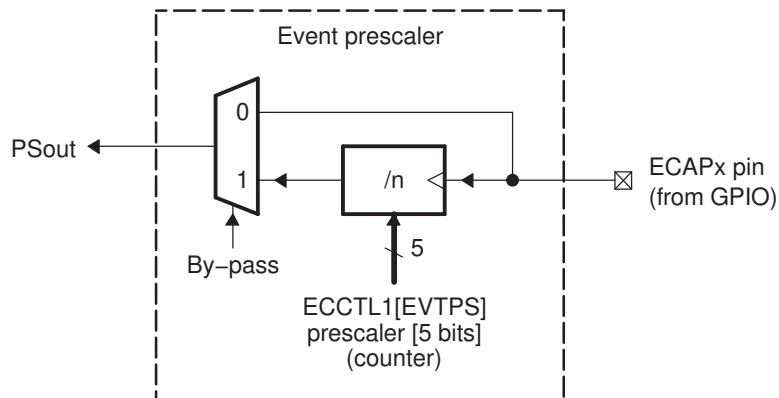 Event prescaler
0
PSout
1
/n
ECAPx pin
(from GPIO)
5
By−pass
ECCTL1[EVTPS]
prescaler [5 bits]
(counter)